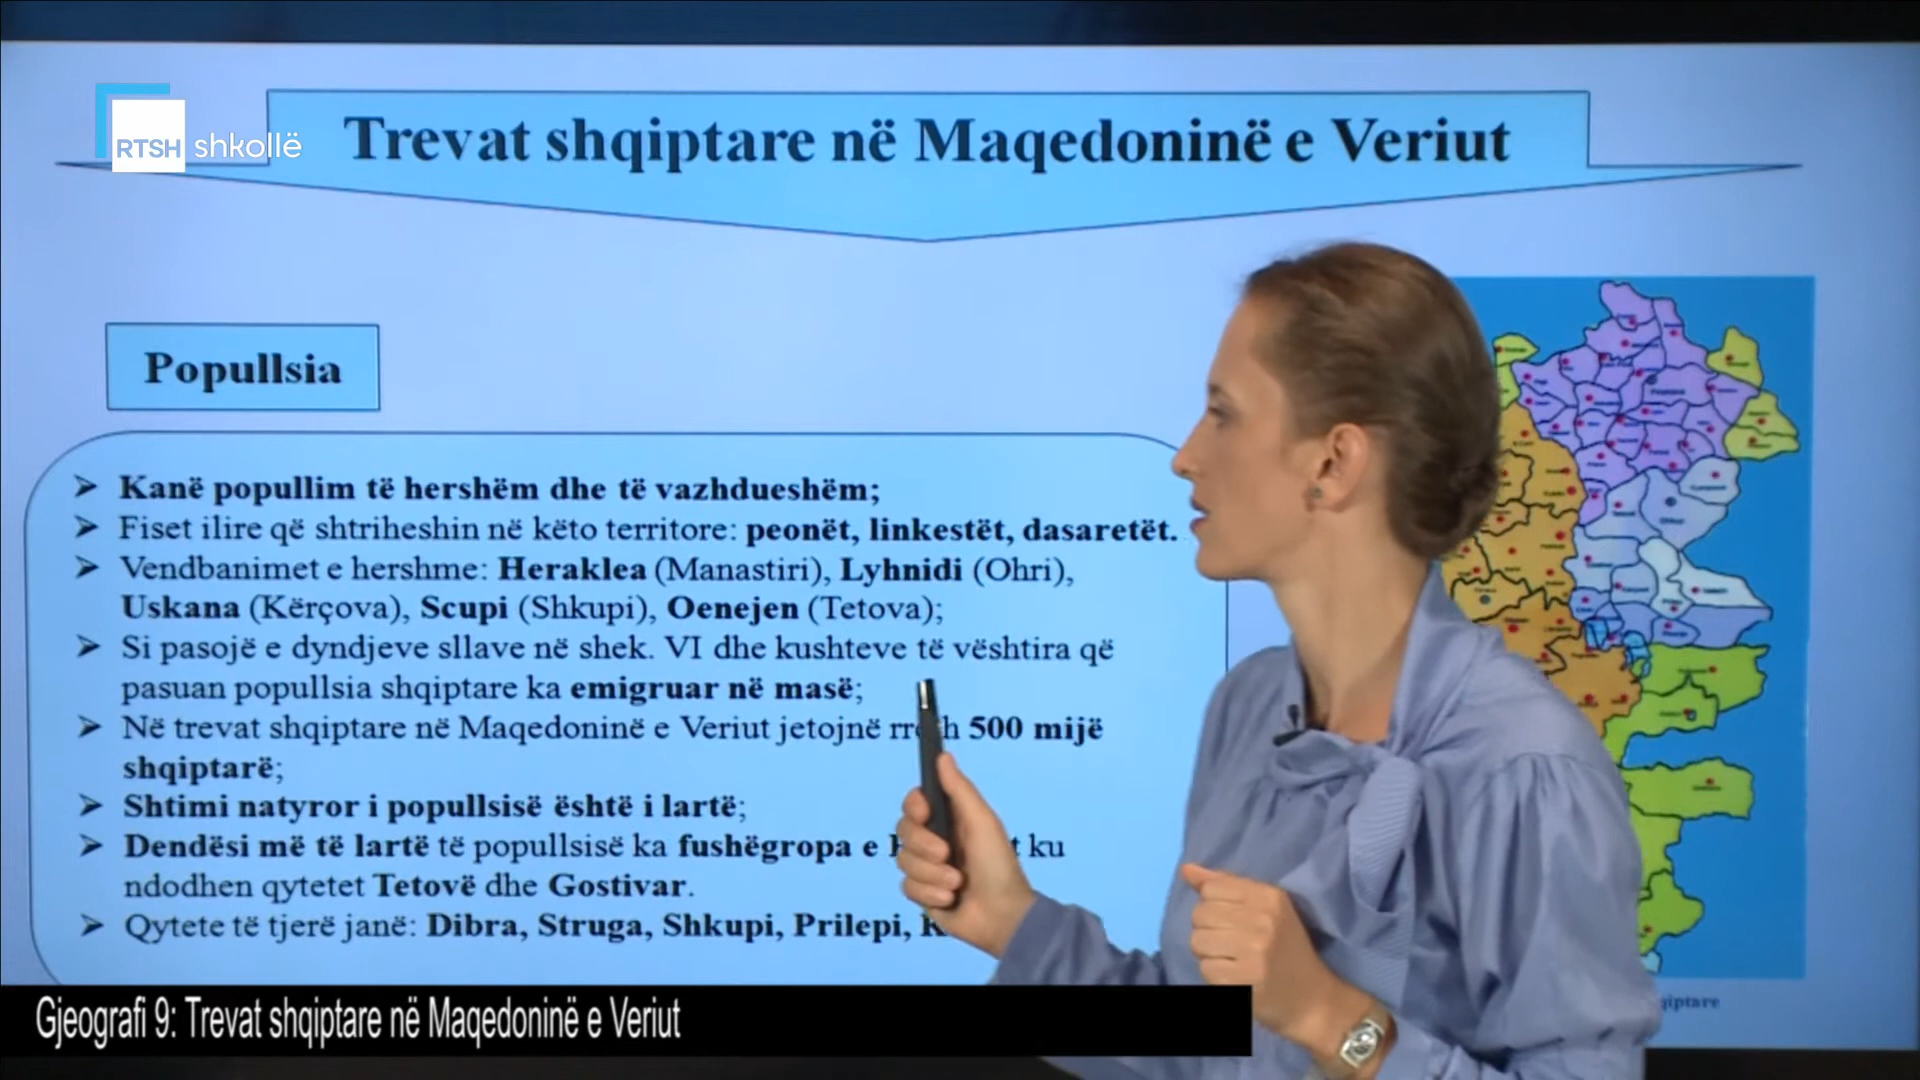 RTSH shkollë
Trevat shqiptare në Maqedoninë e Veriut
Popullsia
➢ Kanë popullim të hershëm dhe të vazhdueshëm;
➢ Fiset ilire që shtriheshin në këto territore: peonët, linkestët, dasaretët.
➢ Vendbanimet e hershme: Heraklea (Manastiri), Lyhnidi (Ohri),
Uskana (Kërçova), Scupi (Shkupi), Oenejen (Tetova);
➢ Si pasojë e dyndjeve sllave në shek. VI dhe kushteve të vështira që
pasuan popullsia shqiptare ka emigruar në masë;
➢ Në trevat shqiptare në Maqedoninë e Veriut jetojnë 500 mijë
shqiptarë;
➢ Shtimi natyror i popullsisë është i lartë;
➢ Dendësi më të lartë të popullsisë ka fushëgropa e ku
ndodhen qytetet Tetovë dhe Gostivar.
➢ Qytete të tjerë janë: Dibra, Struga, Shkupi, Prilepi,
Gjeografi 9: Trevat shqiptare në Maqedoninë e Veriut